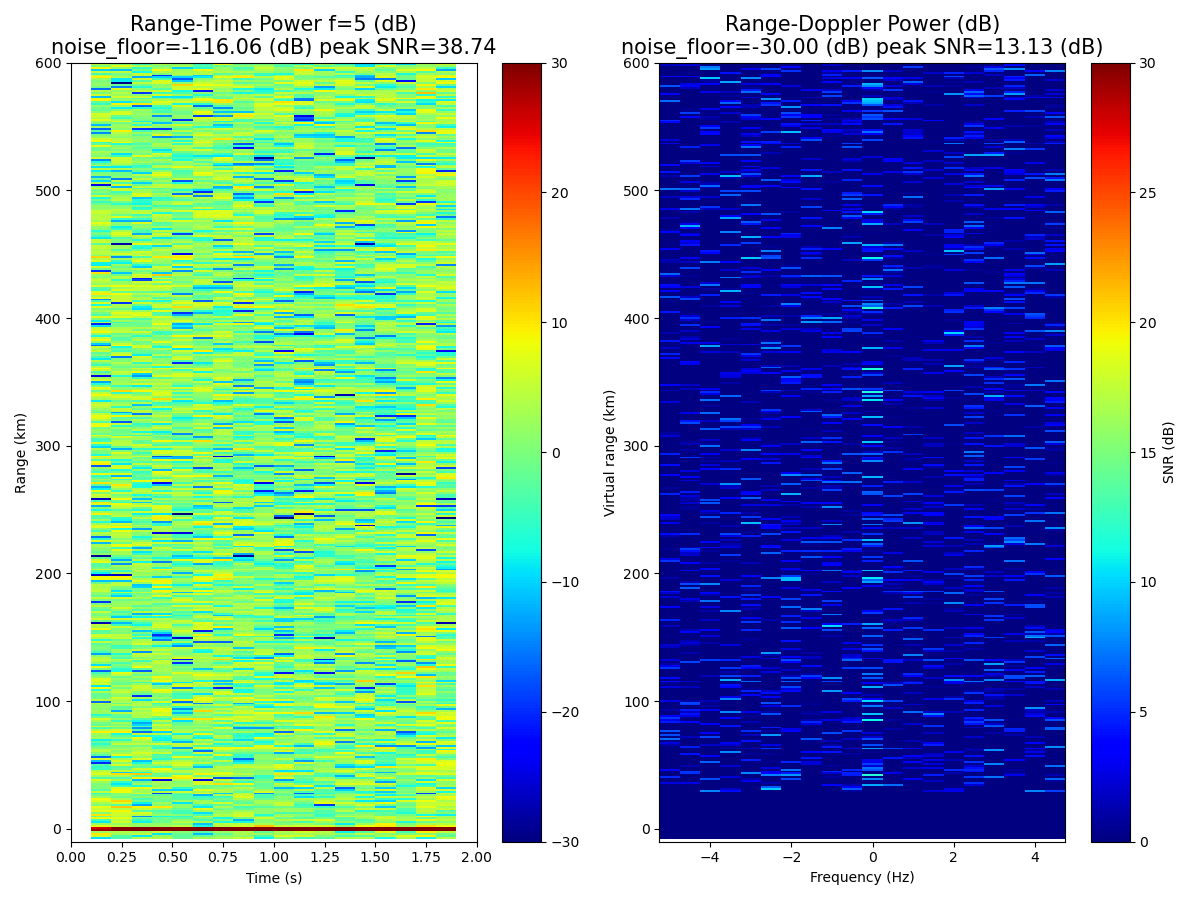 Range-Time Power f=5 (dB)
noise_floor=-116.06 (dB) peak SNR=38.74
Range (km)
600
500
400
300
200
100
0
0.00 0.25 0.50 0.75 1.00 1.25 1.50 1.75 2.00
Time (s)
30
20
10
0
−10
−20
−30
Range-Doppler Power (dB)
noise_floor=-30.00 (dB) peak SNR=13.13 (dB)
Virtual range (km)
600
500
400
300
200
100
0
−4 −2 0 2 4
Frequency (Hz)
30
25
20
15
10
5
0
SNR (dB)